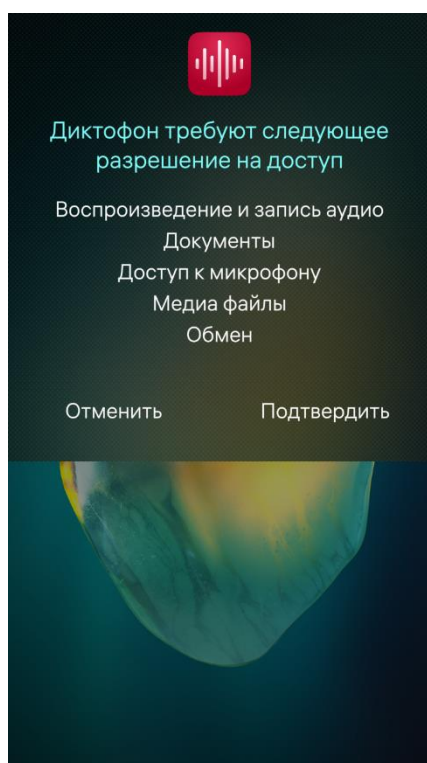 Диктофон требуют следующее
разрешение на доступ
Воспроизведение и запись аудио
Документы
Доступ к микрофону
Медиа файлы
Обмен
Отменить Подтвердить